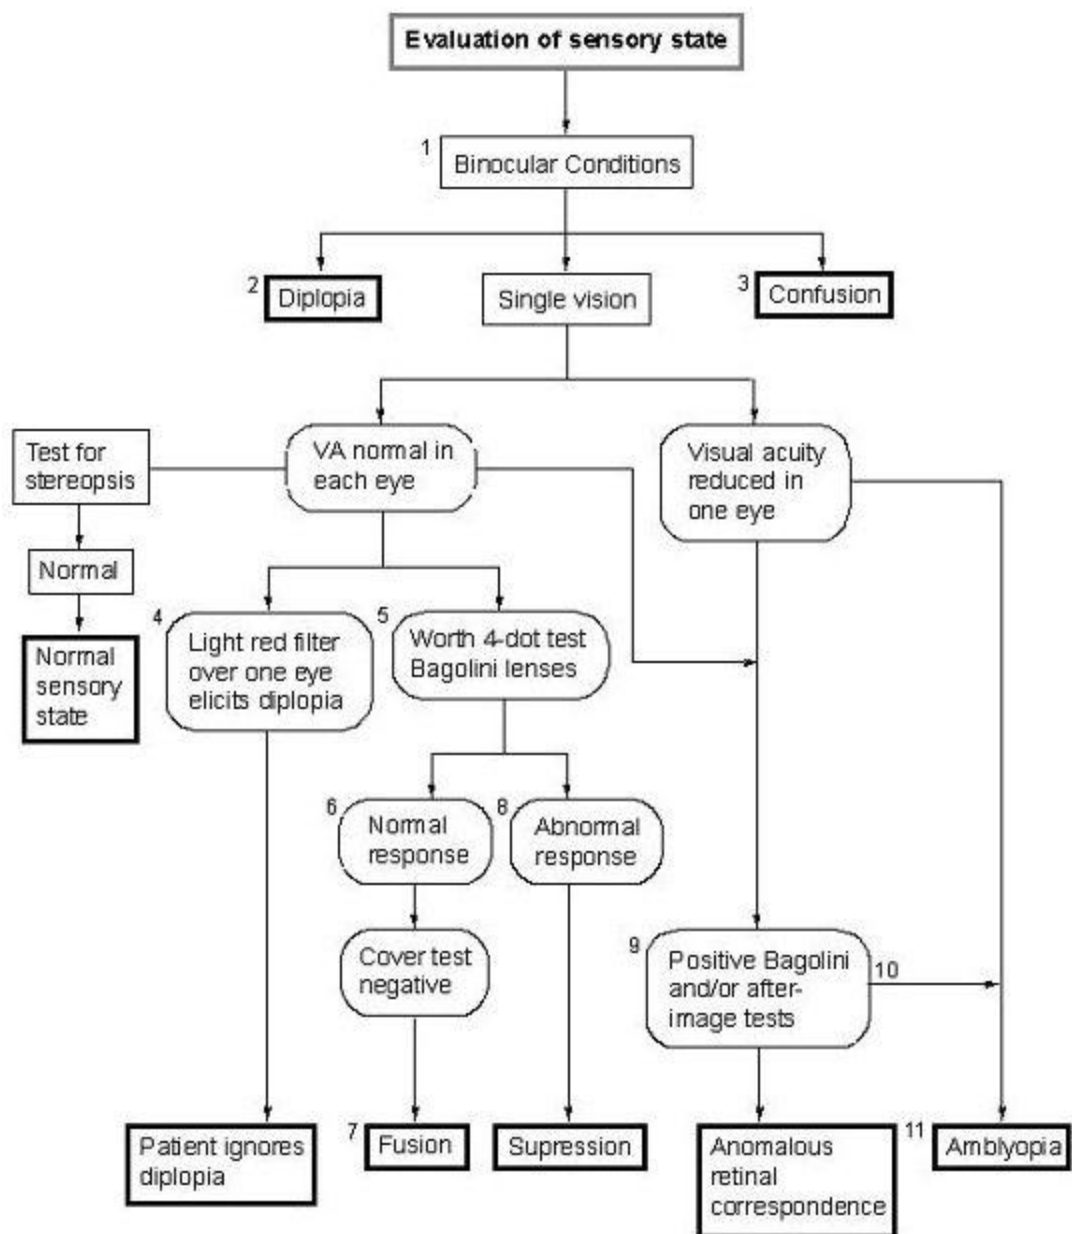 Evaluation of sensory state
1
Binocular Conditions
2
Diplopia
Single vision
3
Confusion
Test for
stereopsis
VA normal in
each eye
Visual acuity
reduced in
one eye
Normal
Normal
sensory
state
4
Light red filter
over one eye
elicits diplopia
5
Worth 4-dot test
Bagolini lenses
6
Normal
response
8
Abnormal
response
Cover test
negative
9
Positive Bagolini
and/or after-
image tests
10
Patient ignores
diplopia
7
Fusion
Supression
Anomalous
retinal
correspondence
11
Amblyopia